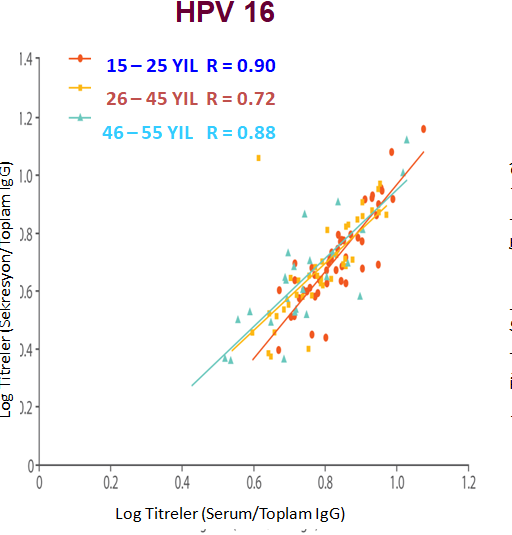 HPV 16
15 – 25 YIL R = 0.90
26 – 45 YIL R = 0.72
46 – 55 YIL R = 0.88
Log Titreler (Sekresyon/Toplam IgG)
1.4
1.2
1.0
0.8
0.6
0.4
0.2
0
0 0.2 0.4 0.6 0.8 1.0 1.2
Log Titreler (Serum/Toplam IgG)